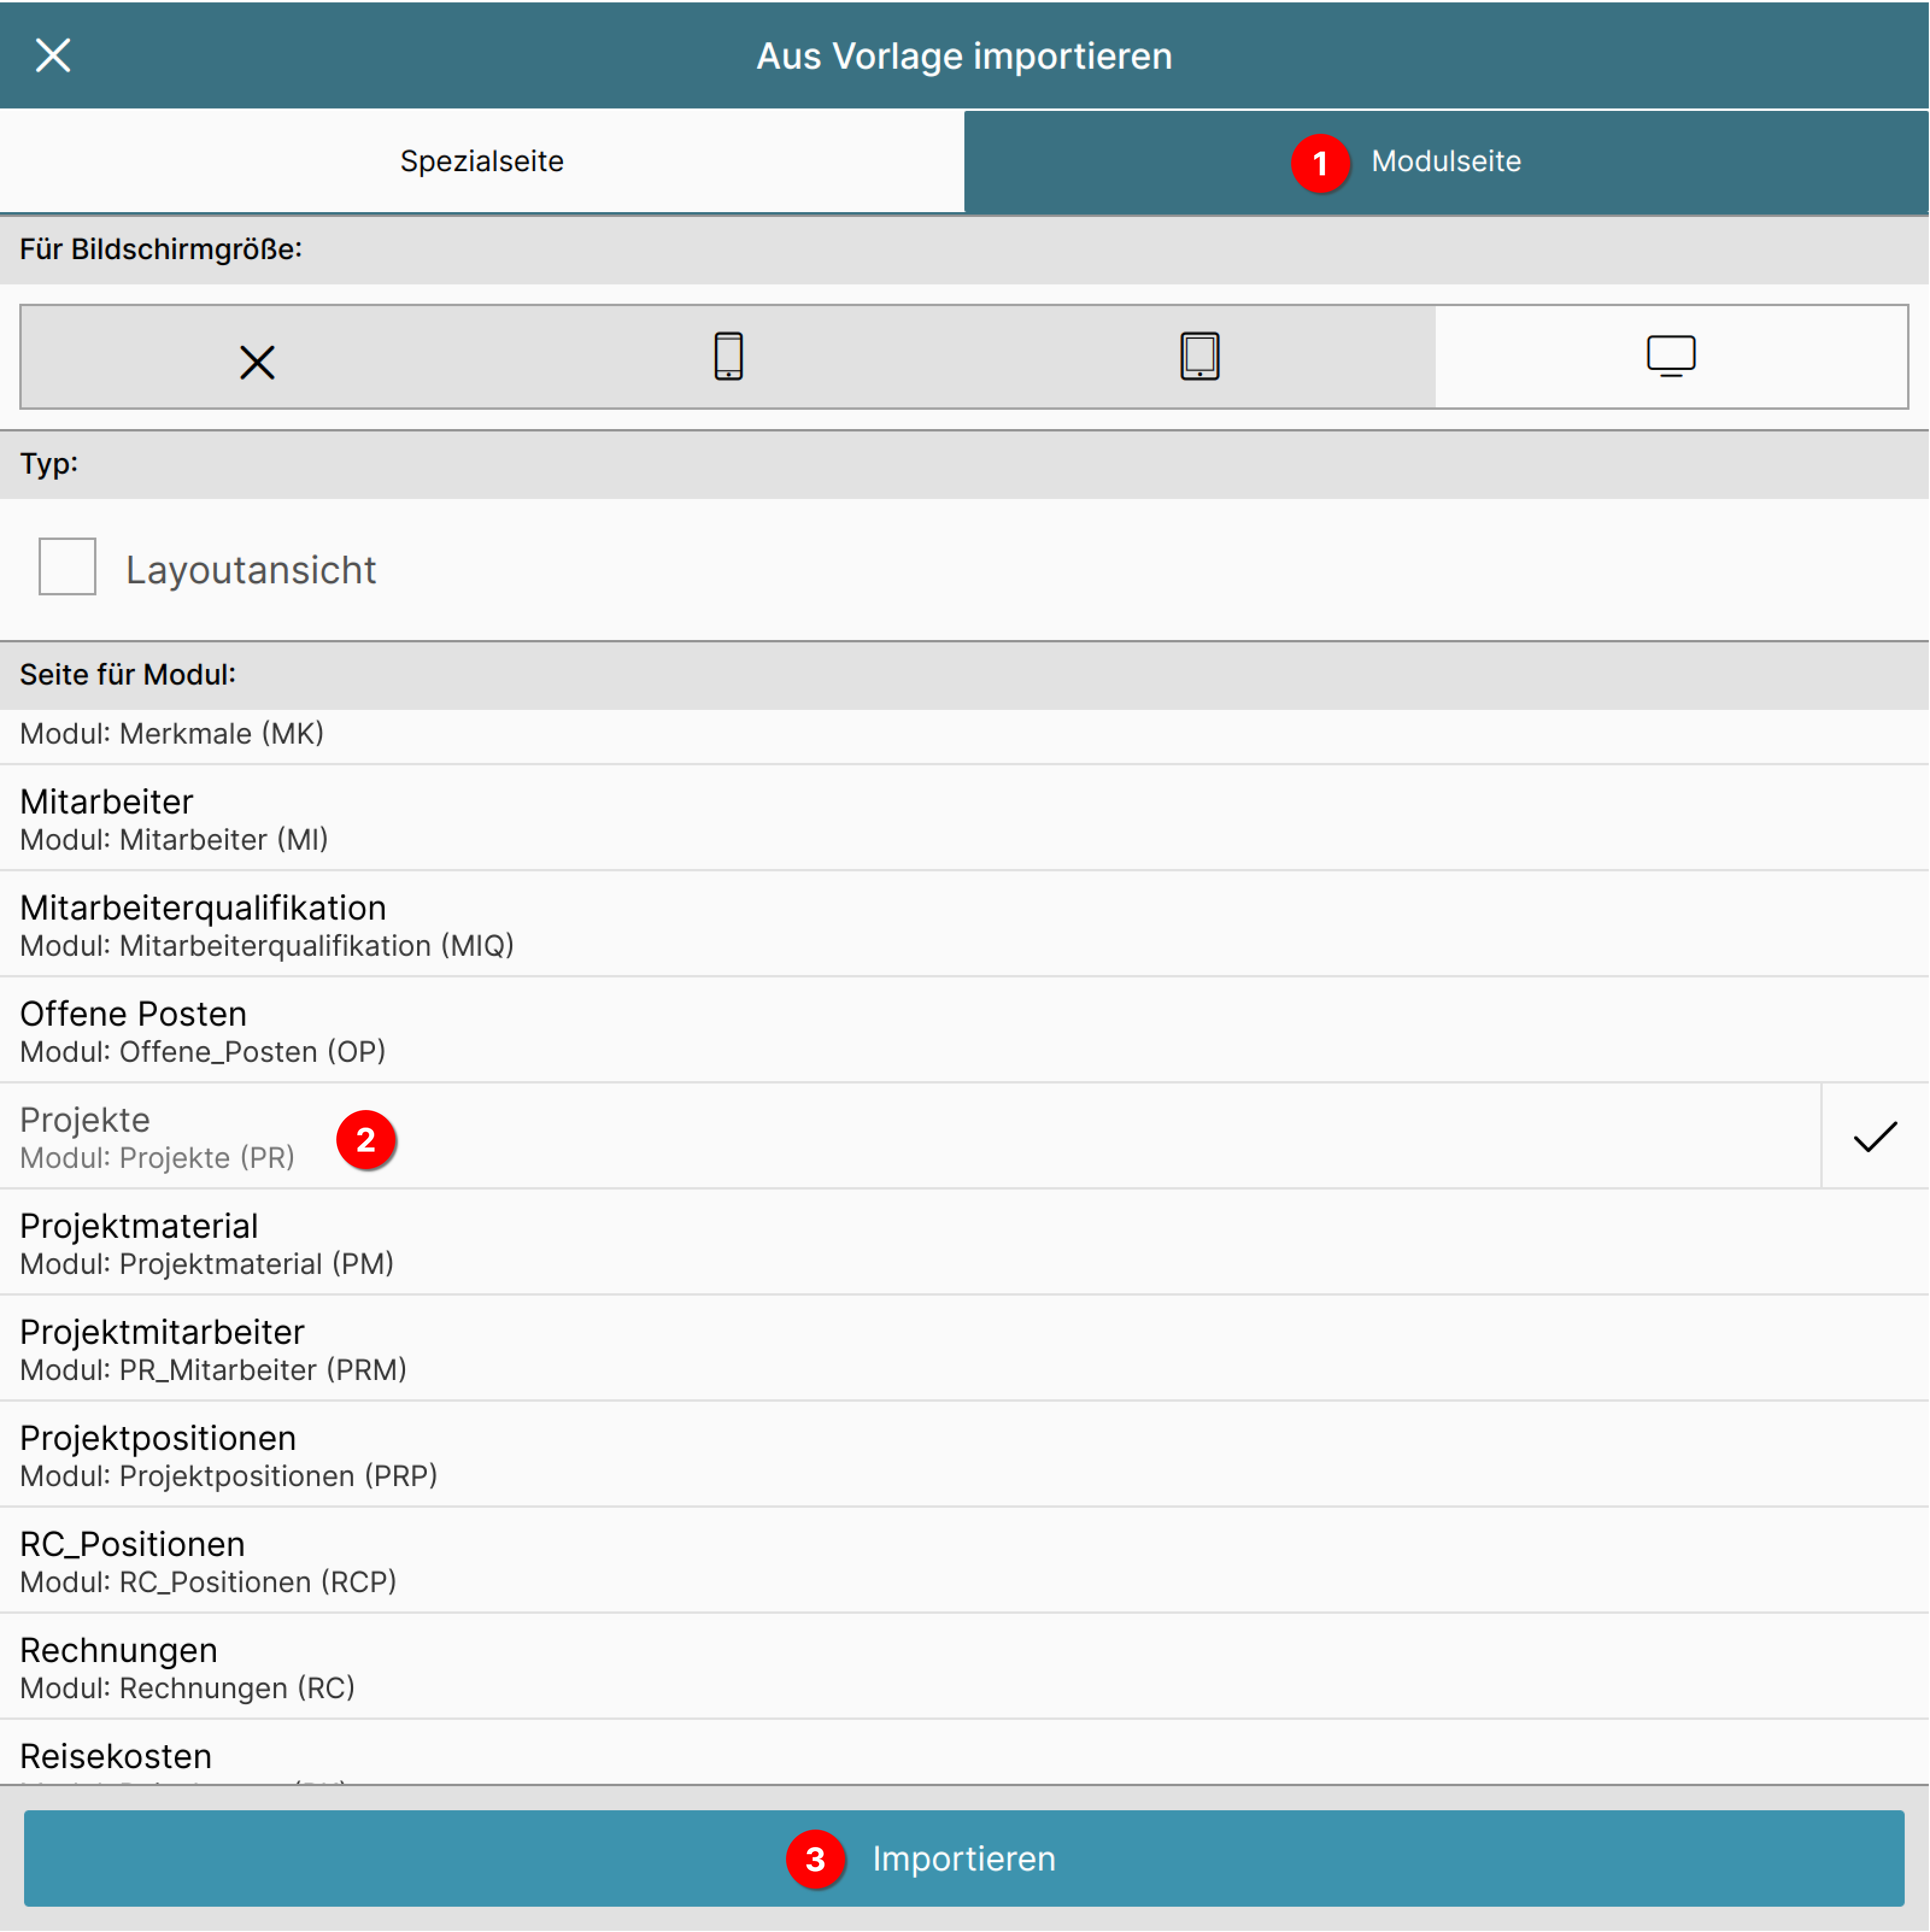 Aus Vorlage importieren
Spezialseite
1 Modulseite
Für Bildschirmgröße:
Typ:
Layoutansicht
Seite für Modul:
Modul: Merkmale (MK)
Mitarbeiter
Modul: Mitarbeiter (MI)
Mitarbeiterqualifikation
Modul: Mitarbeiterqualifikation (MIQ)
Offene Posten
Modul: Offene_Posten (OP)
Projekte
Modul: Projekte (PR)
2
Projektmaterial
Modul: Projektmaterial (PM)
Projektmitarbeiter
Modul: PR_Mitarbeiter (PRM)
Projektpositionen
Modul: Projektpositionen (PRP)
RC_Positionen
Modul: RC_Positionen (RCP)
Rechnungen
Modul: Rechnungen (RC)
Reisekosten
3 Importieren